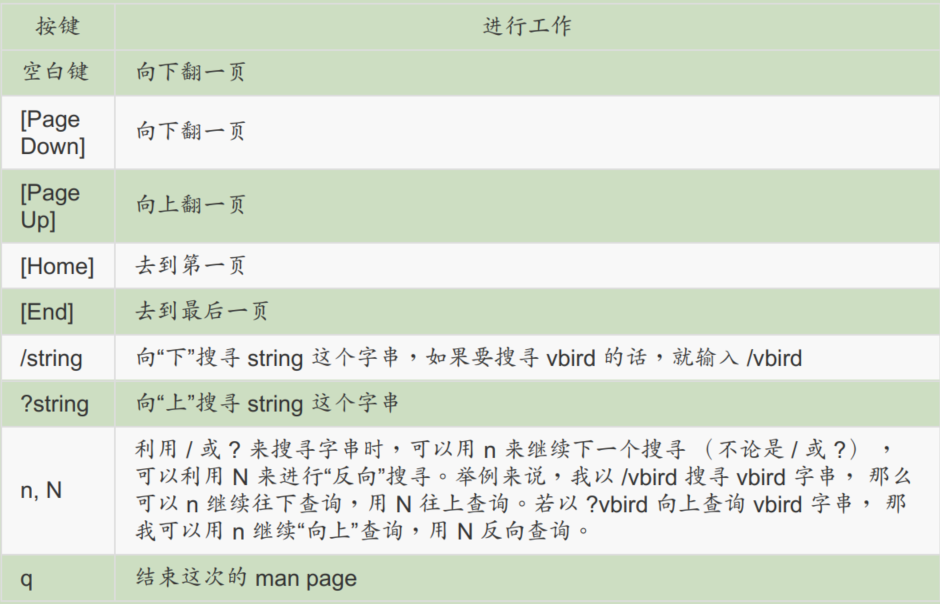 按键 进行工作
空白键 向下翻一页
[Page
Down] 向下翻一页
[Page
Up] 向上翻一页
[Home] 去到第一页
[End] 去到最后一页
/string 向“下”搜寻 string 这个字串，如果要搜寻 vbird 的话，就输入 /vbird
?string 向“上”搜寻 string 这个字串
n, N 利用 / 或 ? 来搜寻字串时，可以用 n 来继续下一个搜寻 （不论是 / 或 ?） ，
可以利用 N 来进行“反向”搜寻。举例来说，我以 /vbird 搜寻 vbird 字串， 那么
可以 n 继续往下查询，用 N 往上查询。若以 ?vbird 向上查询 vbird 字串， 那
我可以用 n 继续“向上”查询，用 N 反向查询。
q 结束这次的 man page